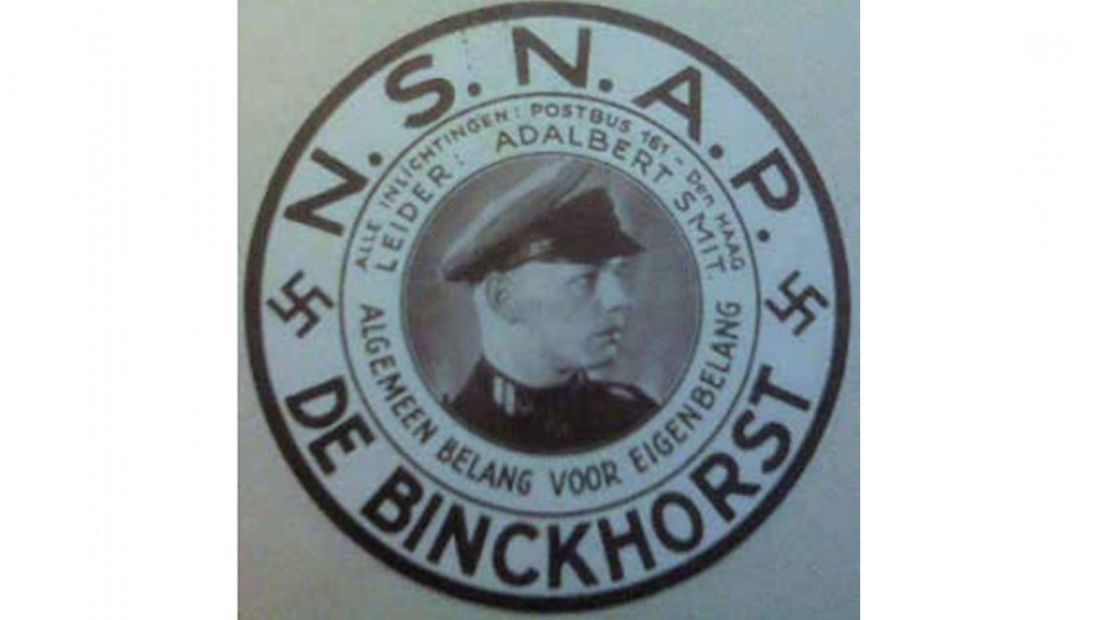 N.S.N.A.P.
ALLE INLICHTINGEN: POSTBUS 161 - Den HAAG
LEIDER: ADALBERT SMIT.
ALGEMEEN BELANG VOOR EIGENBELANG
DE BINCKHORST